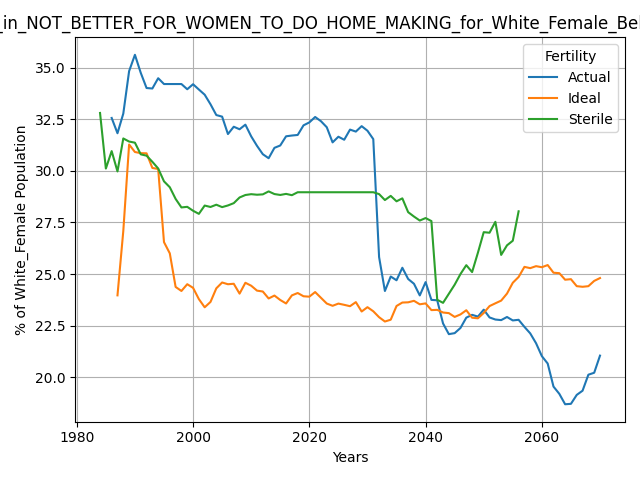 _in_NOT_BETTER_FOR_WOMEN_TO_DO_HOME_MAKING_for_White_Female_Bel
Fertility
Actual
Ideal
Sterile
35.0
32.5
30.0
27.5
25.0
22.5
20.0
% of White_Female Population
1980 2000 2020 2040 2060
Years